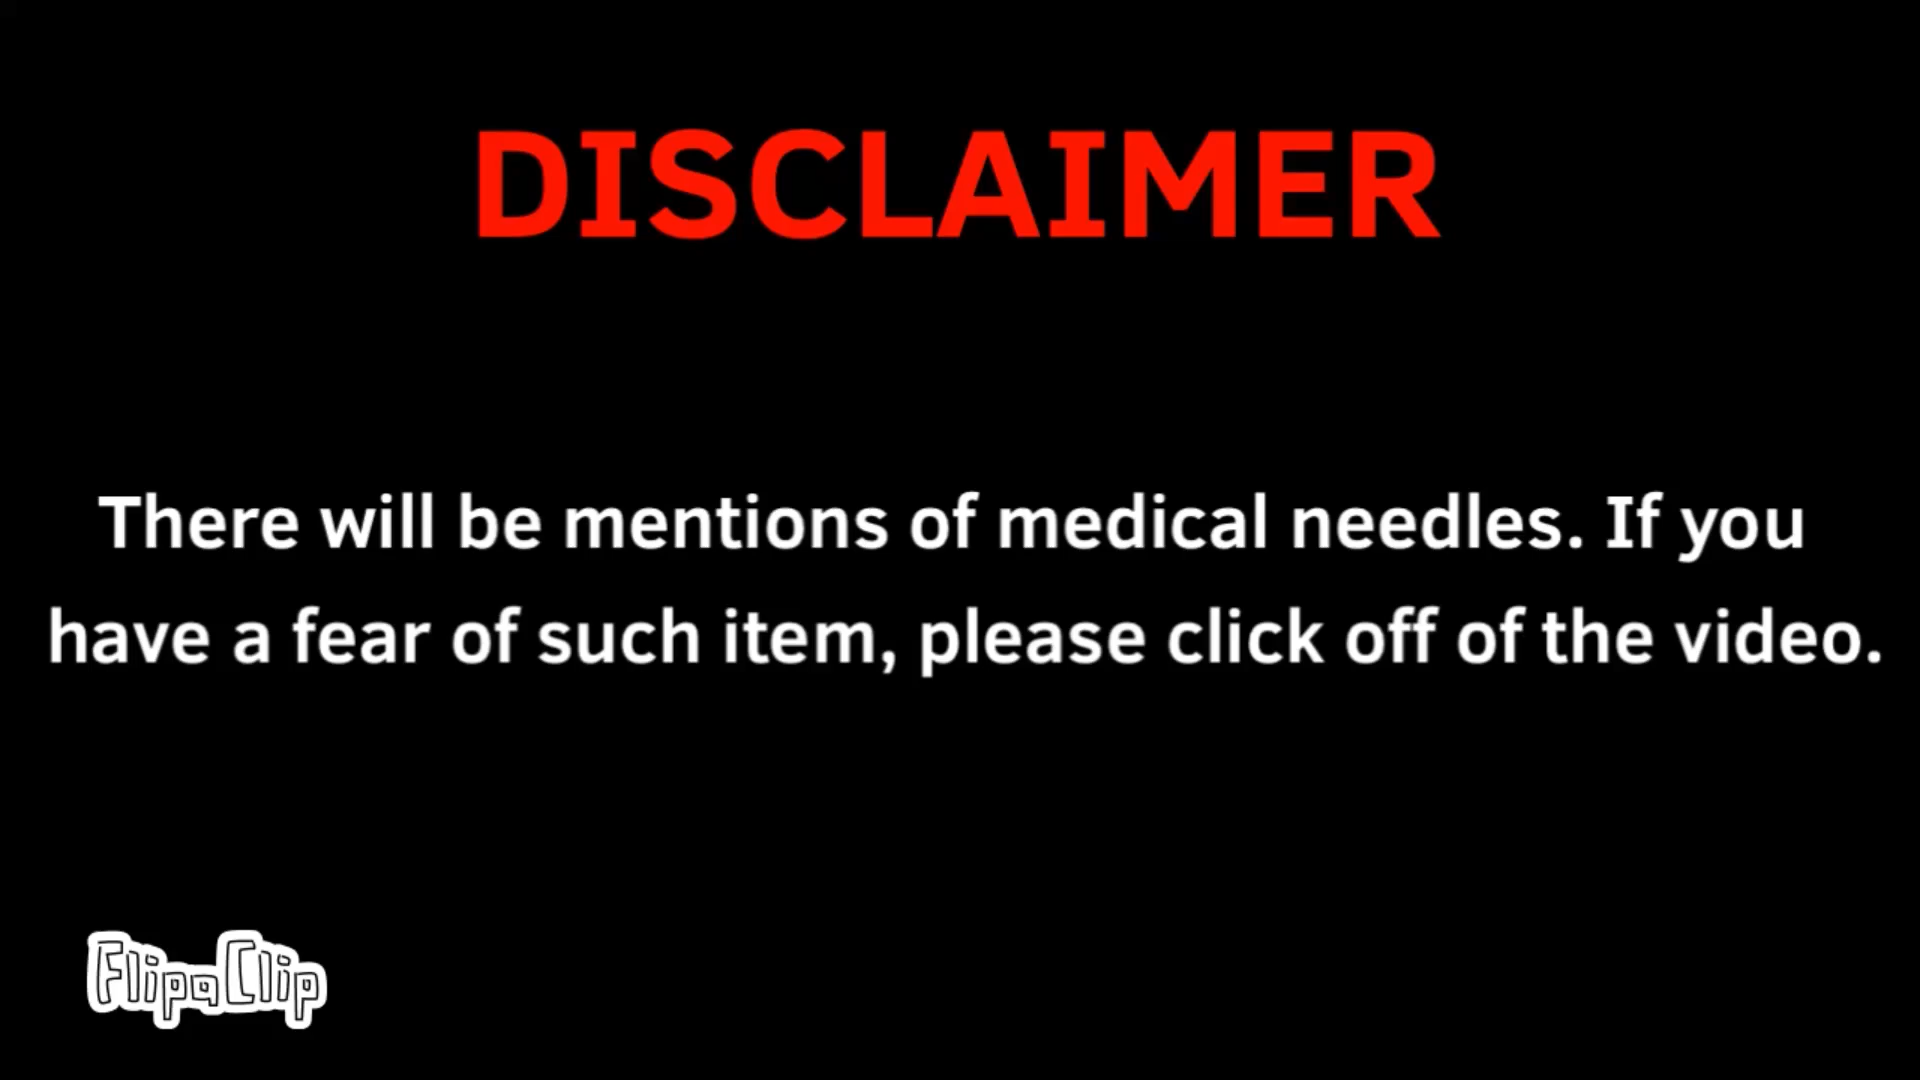 DISCLAIMER
There will be mentions of medical needles. If you
have a fear of such item, please click off of the video.
FlipaClip